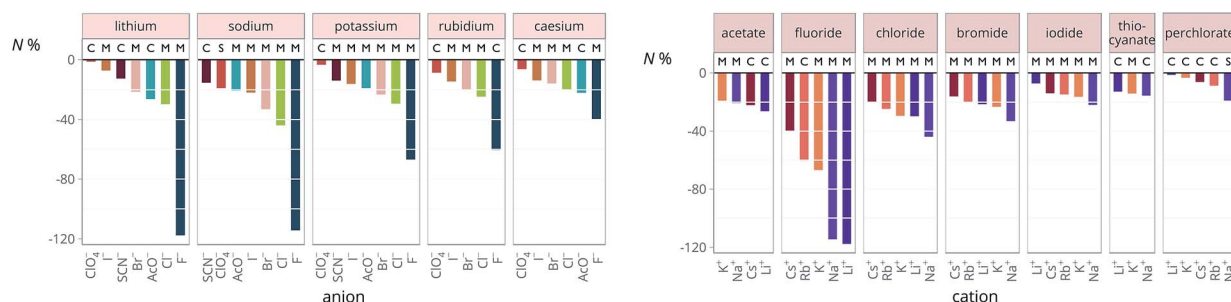 lithium
sodium
potassium
rubidium
caesium
N %
C M C M C M M
C S M M M M M
C M M M M M M
C M M M M C
C M M M C M
0
-40
-80
-120
ClO₄⁻ I⁻ SCN⁻ Br⁻ AcO⁻ Cl⁻ F⁻
SCN⁻ ClO₄⁻ AcO⁻ I⁻ Br⁻ Cl⁻ F⁻
ClO₄⁻ SCN⁻ I⁻ AcO⁻ Br⁻ Cl⁻ F⁻
ClO₄⁻ I⁻ Br⁻ Cl⁻ F⁻
ClO₄⁻ I⁻ Br⁻ Cl⁻ AcO⁻ F⁻
anion
acetate
fluoride
chloride
bromide
iodide
thio-
cyanate
perchlorate
N %
M M C C
M C M M M
C M M M M
M M M M M
M M M M M
C M C
C C C C S
0
-40
-80
-120
K⁺ Na⁺ Cs⁺ Li⁺
Cs⁺ Rb⁺ K⁺ Na⁺ Li⁺
Cs⁺ Rb⁺ K⁺ Li⁺ Na⁺
Cs⁺ Rb⁺ Li⁺ K⁺ Na⁺
Li⁺ Cs⁺ Rb⁺ K⁺ Na⁺
Li⁺ K⁺ Na⁺
Li⁺ K⁺ Cs⁺ Rb⁺ Na⁺
cation